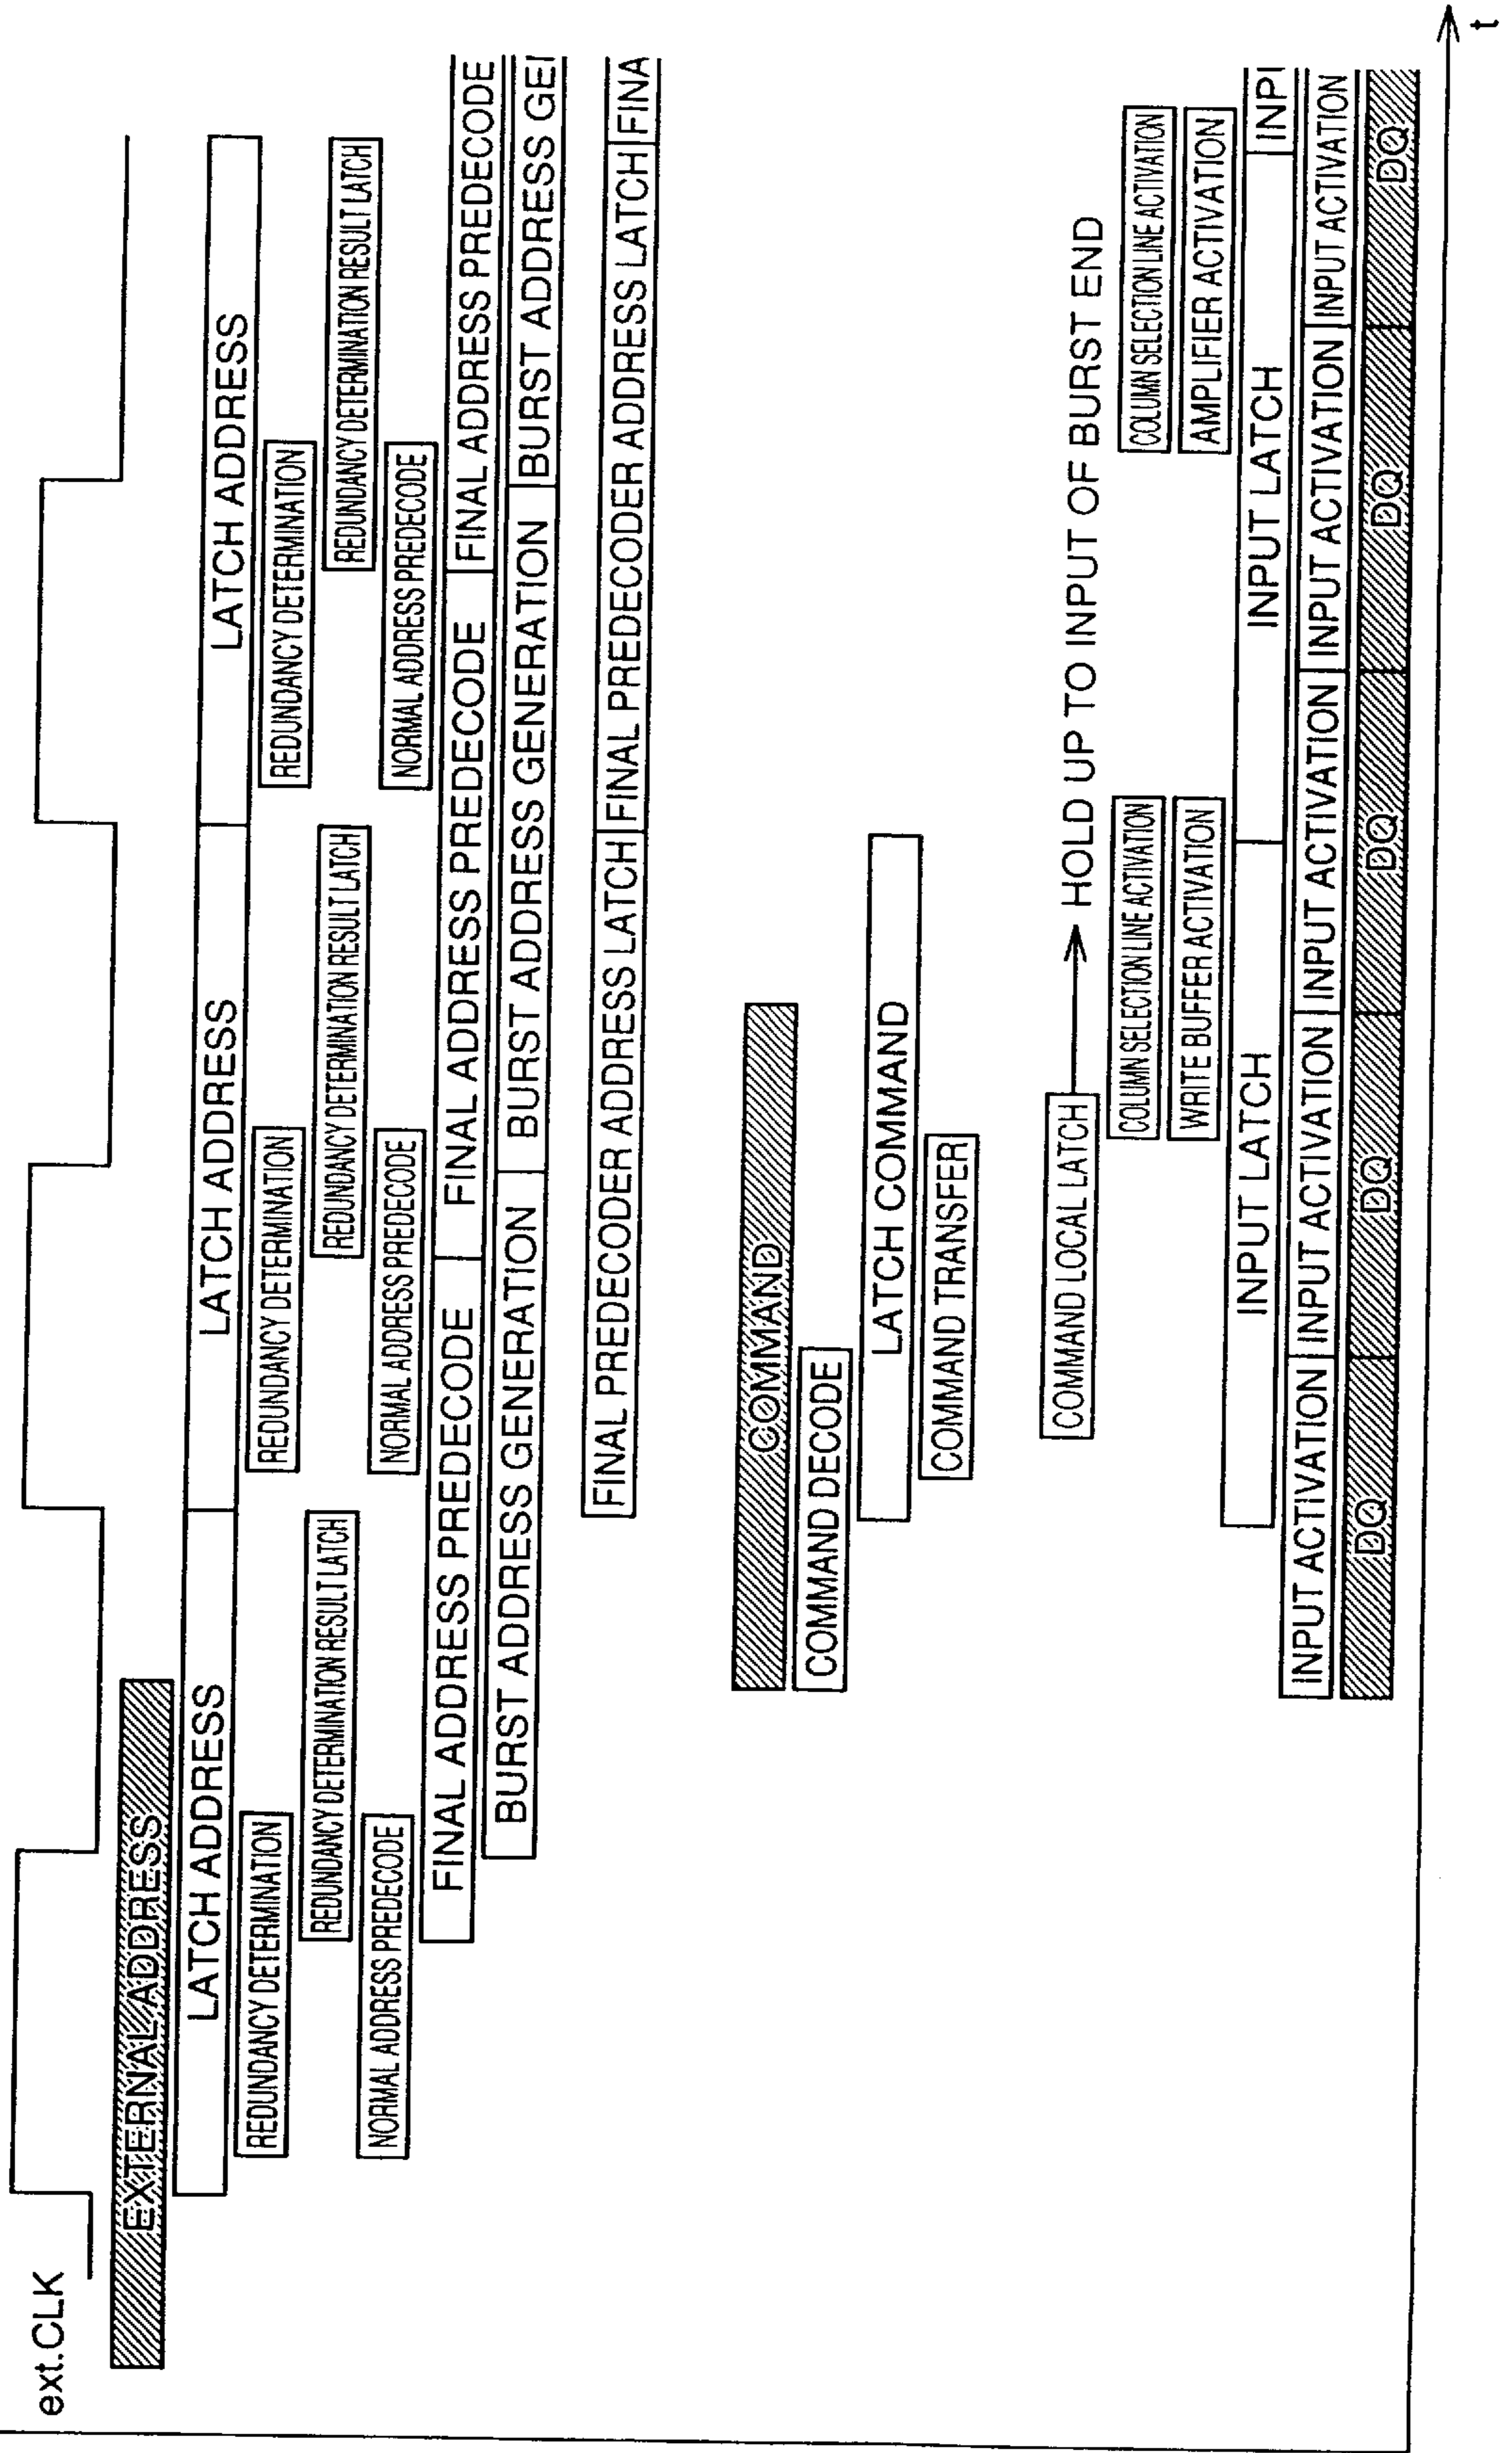 ext.CLK
EXTERNAL ADDRESS
LATCH ADDRESS LATCH ADDRESS LATCH ADDRESS
REDUNDANCY DETERMINATION REDUNDANCY DETERMINATION REDUNDANCY DETERMINATION
REDUNDANCY DETERMINATION RESULT LATCH REDUNDANCY DETERMINATION RESULT LATCH REDUNDANCY DETERMINATION RESULT LATCH
NORMAL ADDRESS PREDECODE NORMAL ADDRESS PREDECODE NORMAL ADDRESS PREDECODE
FINAL ADDRESS PREDECODE FINAL ADDRESS PREDECODE FINAL ADDRESS PREDECODE
BURST ADDRESS GENERATION BURST ADDRESS GENERATION BURST ADDRESS GEI
FINAL PREDECODER ADDRESS LATCH FINAL PREDECODER ADDRESS LATCH FINA
COMMAND
COMMAND DECODE
LATCH COMMAND
COMMAND TRANSFER
COMMAND LOCAL LATCH HOLD UP TO INPUT OF BURST END
COLUMN SELECTION LINE ACTIVATION COLUMN SELECTION LINE ACTIVATION
WRITE BUFFER ACTIVATION AMPLIFIER ACTIVATION
INPUT LATCH INPUT LATCH INPI
INPUT ACTIVATION INPUT ACTIVATION INPUT ACTIVATION INPUT ACTIVATION INPUT ACTIVATION
DQ DQ DQ DQ DQ
t